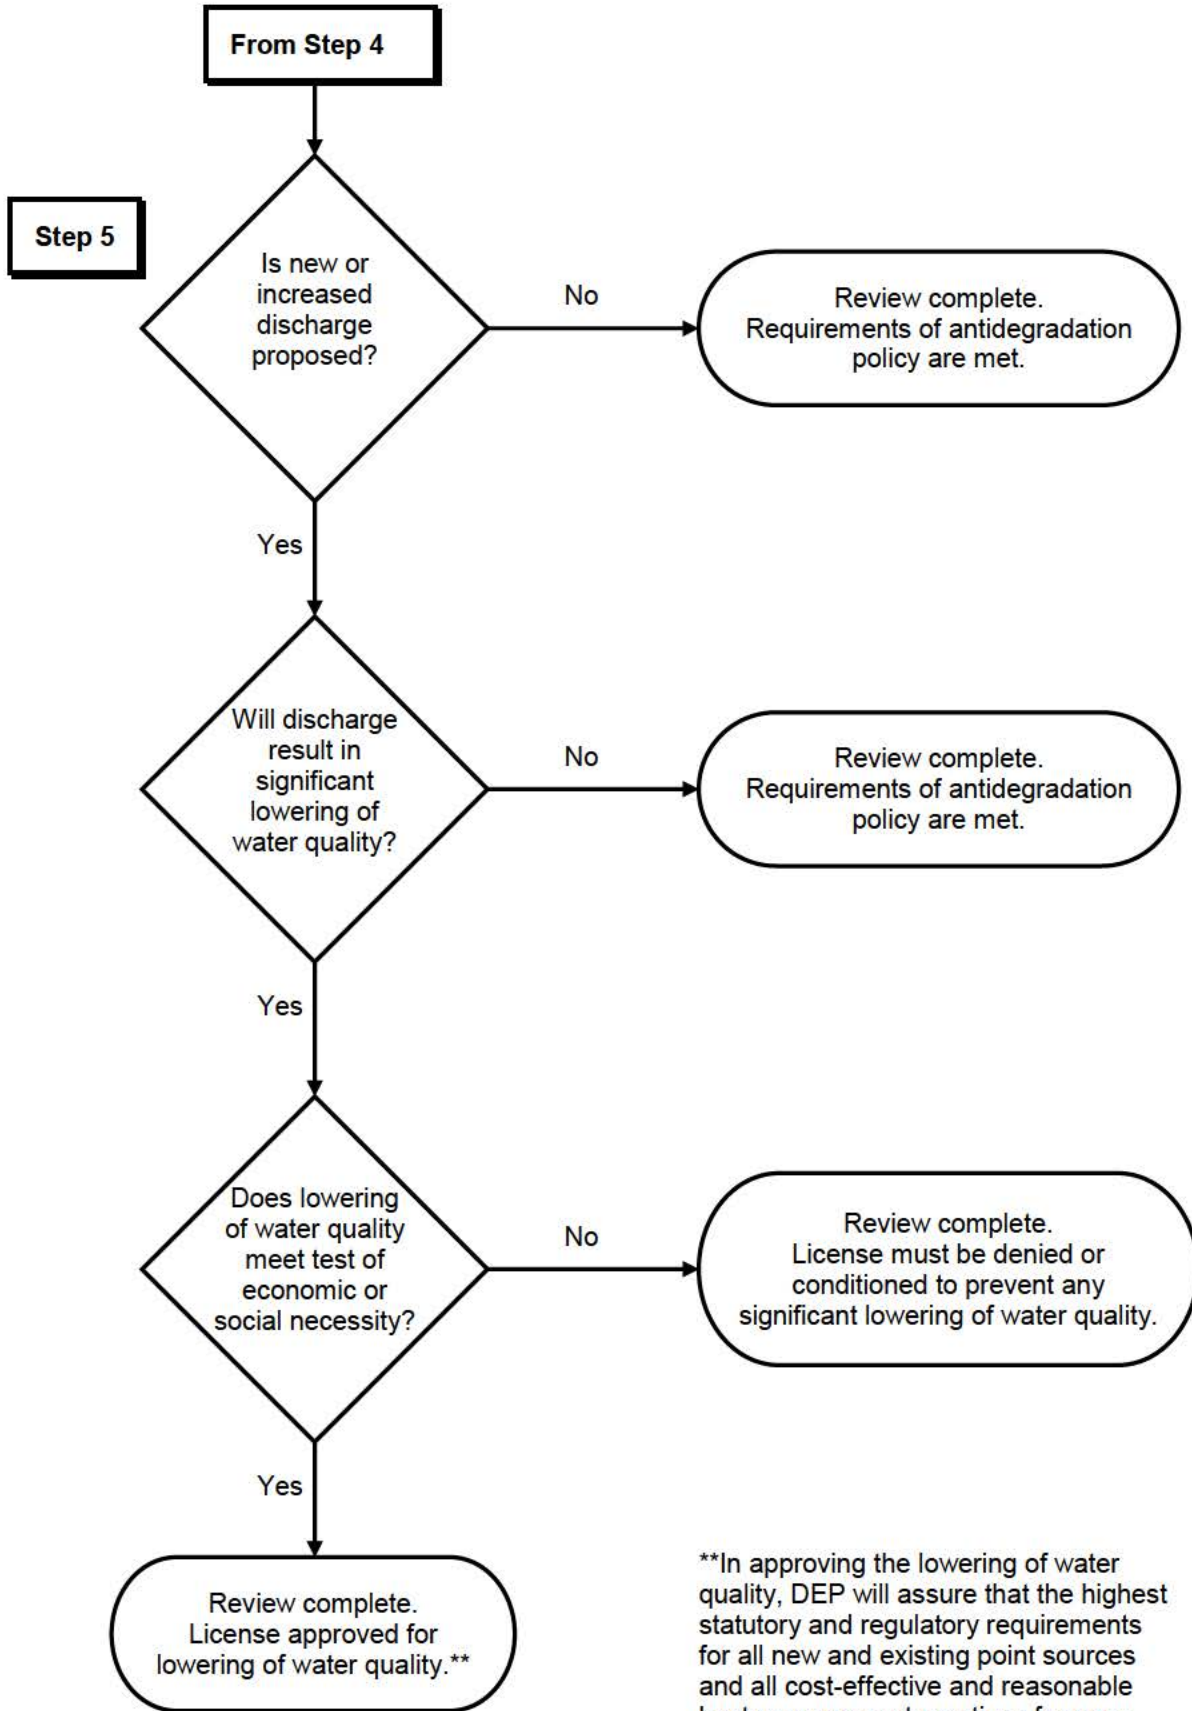 From Step 4
Step 5
Is new or
increased
discharge
proposed?
No
Review complete.
Requirements of antidegradation
policy are met.
Yes
Will discharge
result in
significant
lowering of
water quality?
No
Review complete.
Requirements of antidegradation
policy are met.
Yes
Does lowering
of water quality
meet test of
economic or
social necessity?
No
Review complete.
License must be denied or
conditioned to prevent any
significant lowering of water quality.
Yes
Review complete.
License approved for
lowering of water quality.**
**In approving the lowering of water
quality, DEP will assure that the highest
statutory and regulatory requirements
for all new and existing point sources
and all cost-effective and reasonable